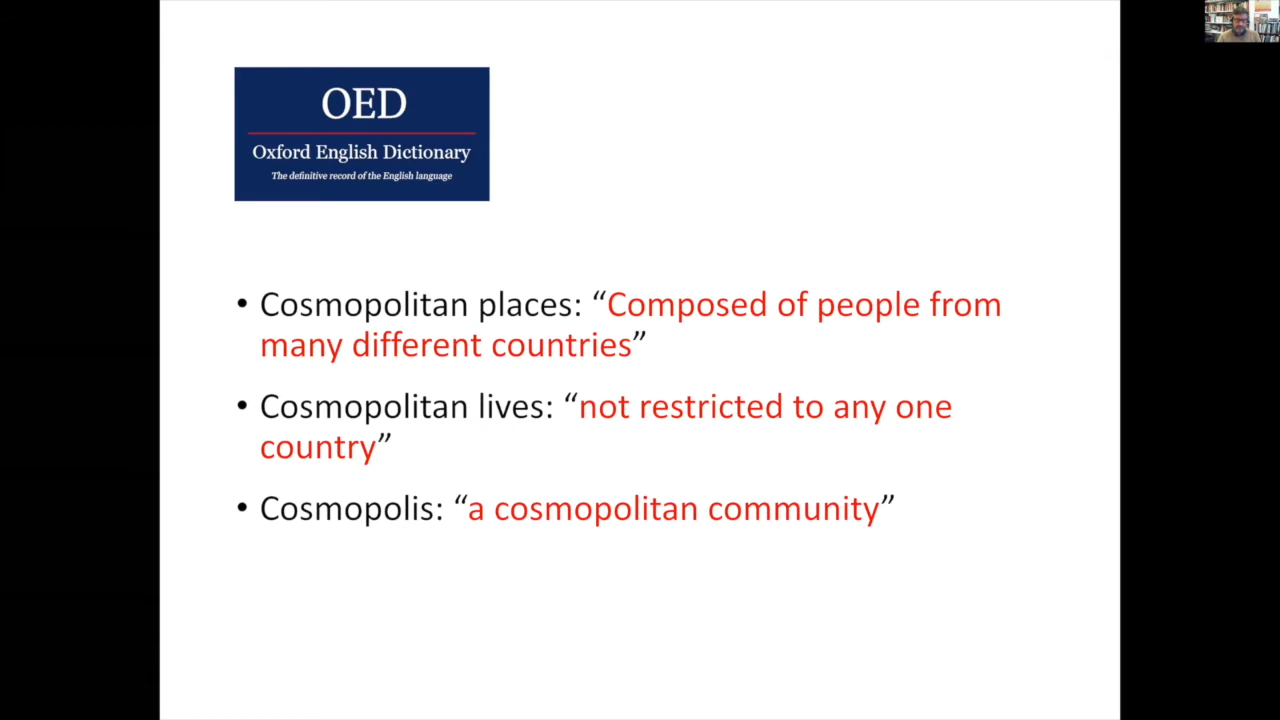 OED
Oxford English Dictionary
The definitive record of the English language
• Cosmopolitan places: “Composed of people from
many different countries”
• Cosmopolitan lives: “not restricted to any one
country”
• Cosmopolis: “a cosmopolitan community”